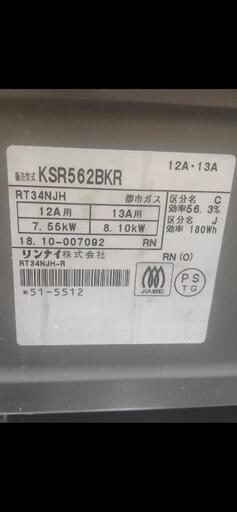 販売型式 KSR562BKR
12A・13A
RT34NJH 都市ガス
12A用 13A用
7.55kW 8.10kW
区分名 C
効率56.3%
区分名 J
効率 180Wh
18.10-007092 RN
リンナイ株式会社
RT34NJH-R
RN (O)
JIA
PS
TG
*51-5512